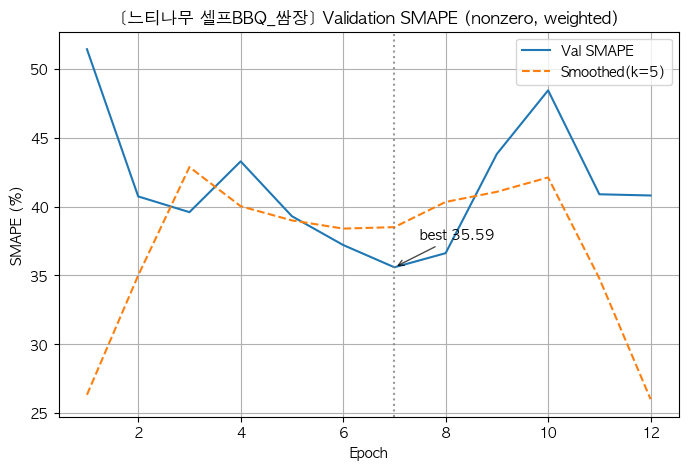 [느티나무 셀프BBQ_쌈장] Validation SMAPE (nonzero, weighted)
Val SMAPE
Smoothed(k=5)
50
45
40
35
30
25
SMAPE (%)
best 35.59
2 4 6 8 10 12
Epoch